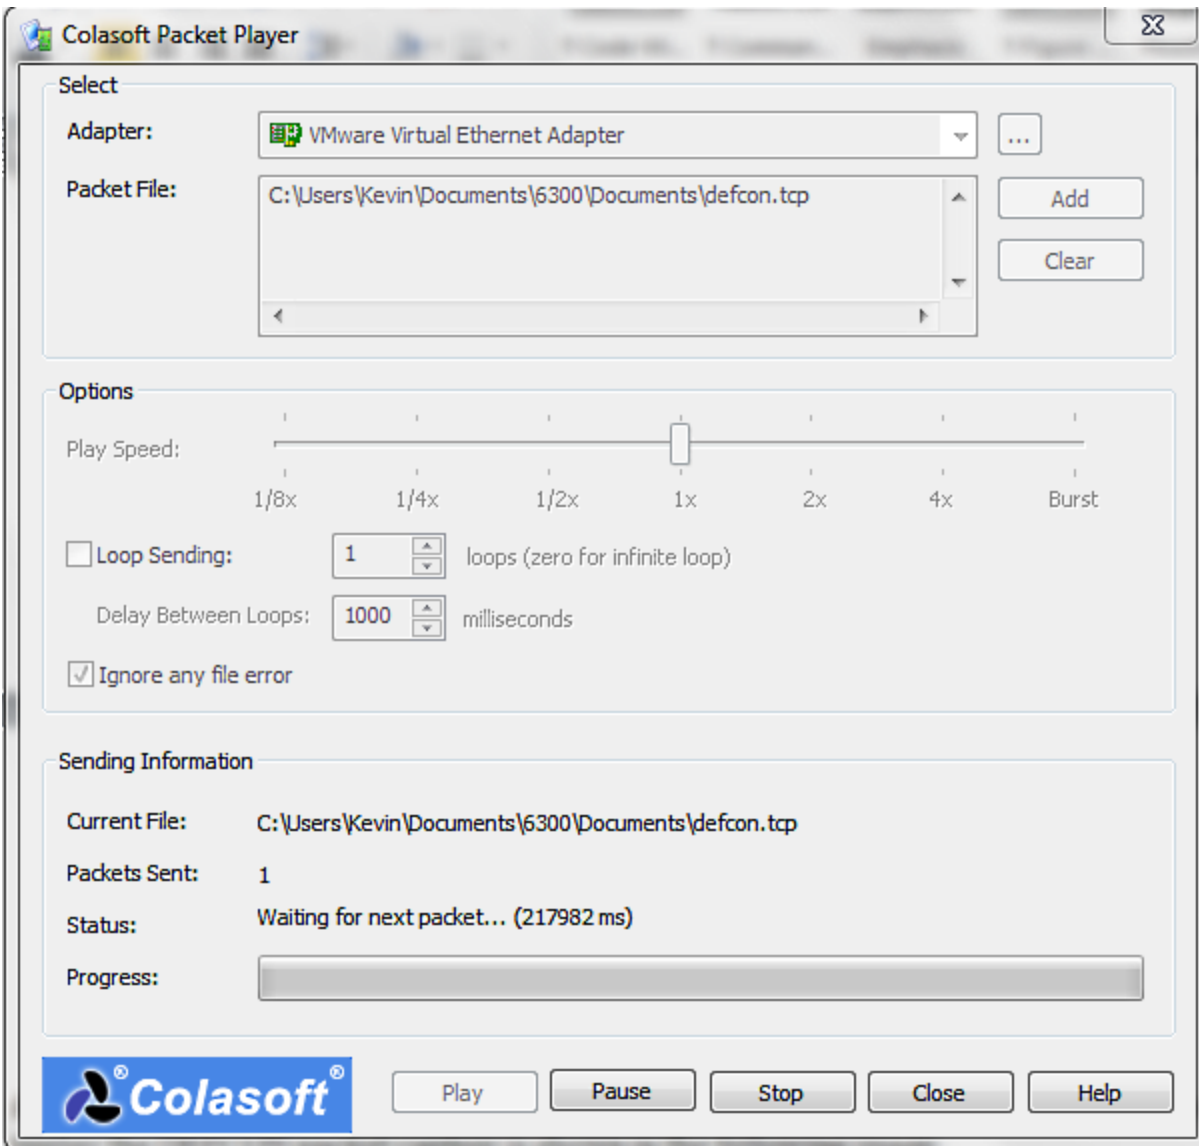 Colasoft Packet Player
Select
Adapter: VMware Virtual Ethernet Adapter ...
Packet File: C:\Users\Kevin\Documents\6300\Documents\defcon.tcp Add
Clear
Options
Play Speed:
1/8x 1/4x 1/2x 1x 2x 4x Burst
Loop Sending: 1 loops (zero for infinite loop)
Delay Between Loops: 1000 milliseconds
Ignore any file error
Sending Information
Current File: C:\Users\Kevin\Documents\6300\Documents\defcon.tcp
Packets Sent: 1
Status: Waiting for next packet... (217982 ms)
Progress:
® Colasoft ® Play Pause Stop Close Help